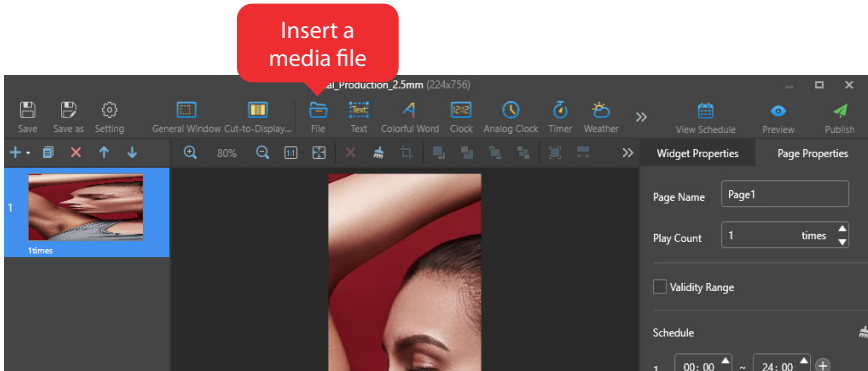 Insert a
media file
al_Production_2.5mm (224x756)
Save Save as Setting General Window Cut-to-Display... File Text Colorful Word Clock Analog Clock Timer Weather View Schedule Preview Publish
80% 1:1 Widget Properties Page Properties
1
1times
Page Name Page1
Play Count 1 times
Validity Range
Schedule
1 00: 00 ~ 24: 00